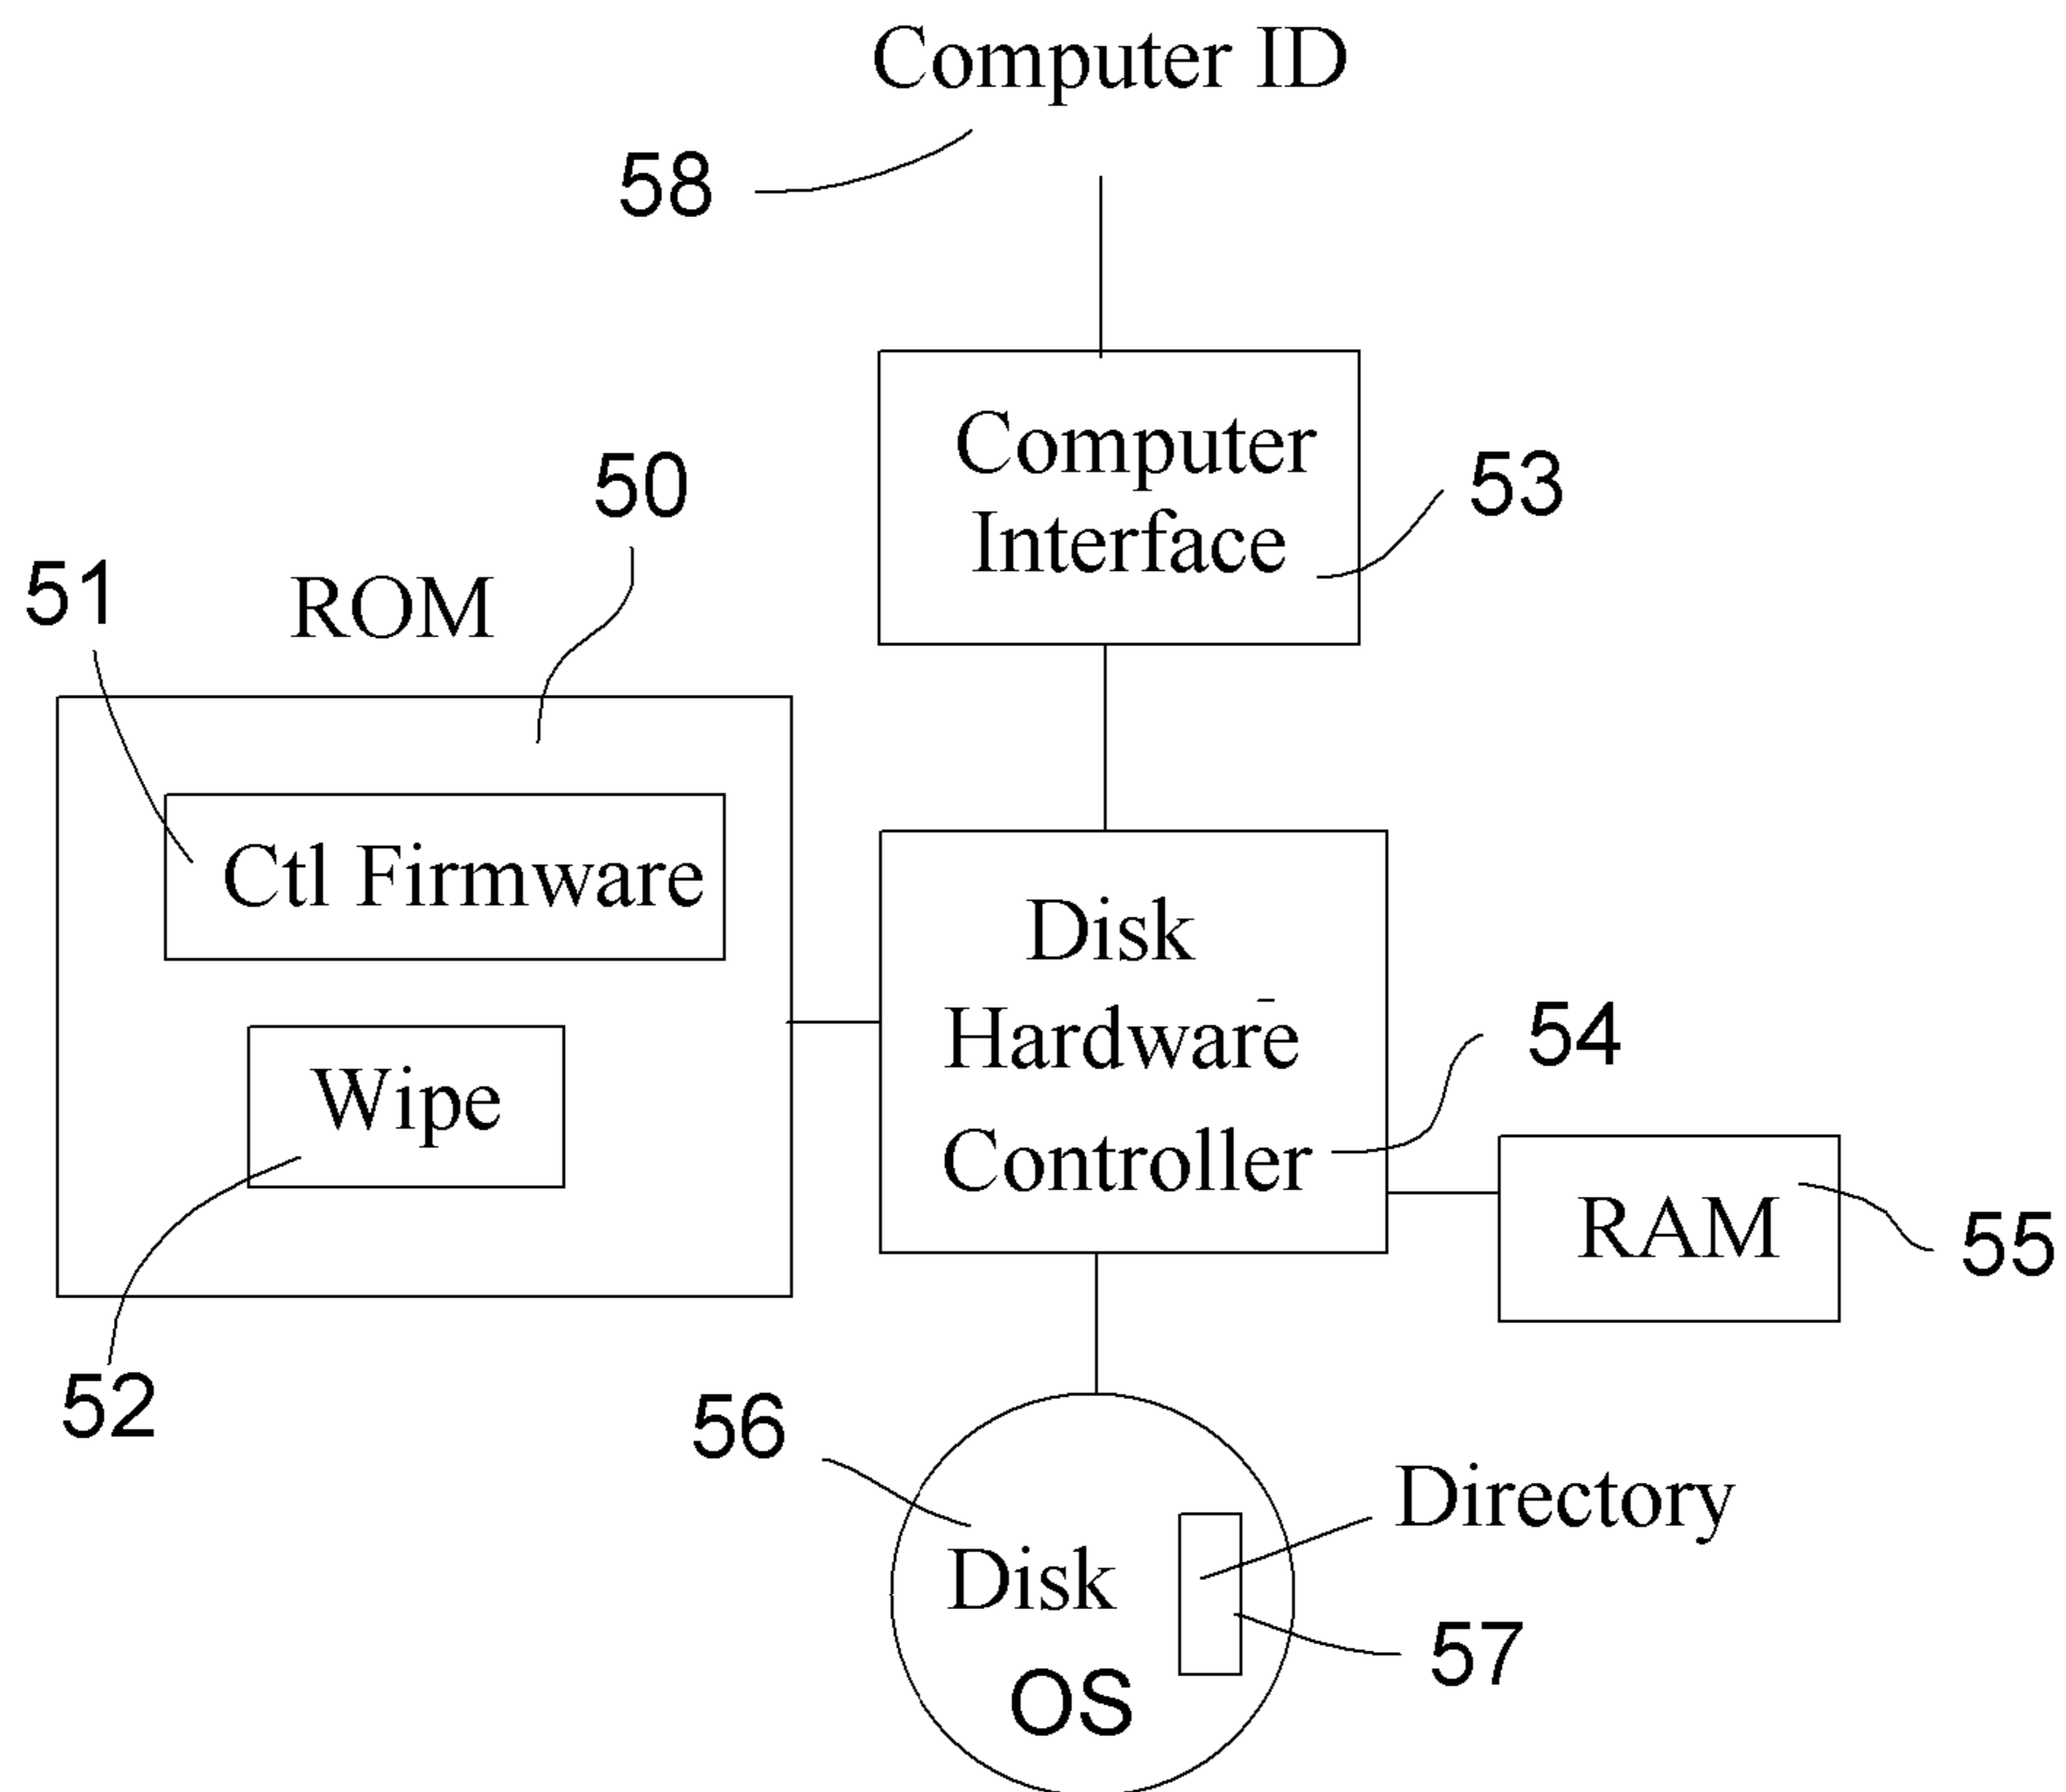 Computer ID
58
Computer
Interface
53
50
51
ROM
Ctl Firmware
Wipe
52
Disk
Hardware
Controller
54
RAM
55
56
Disk
OS
Directory
57